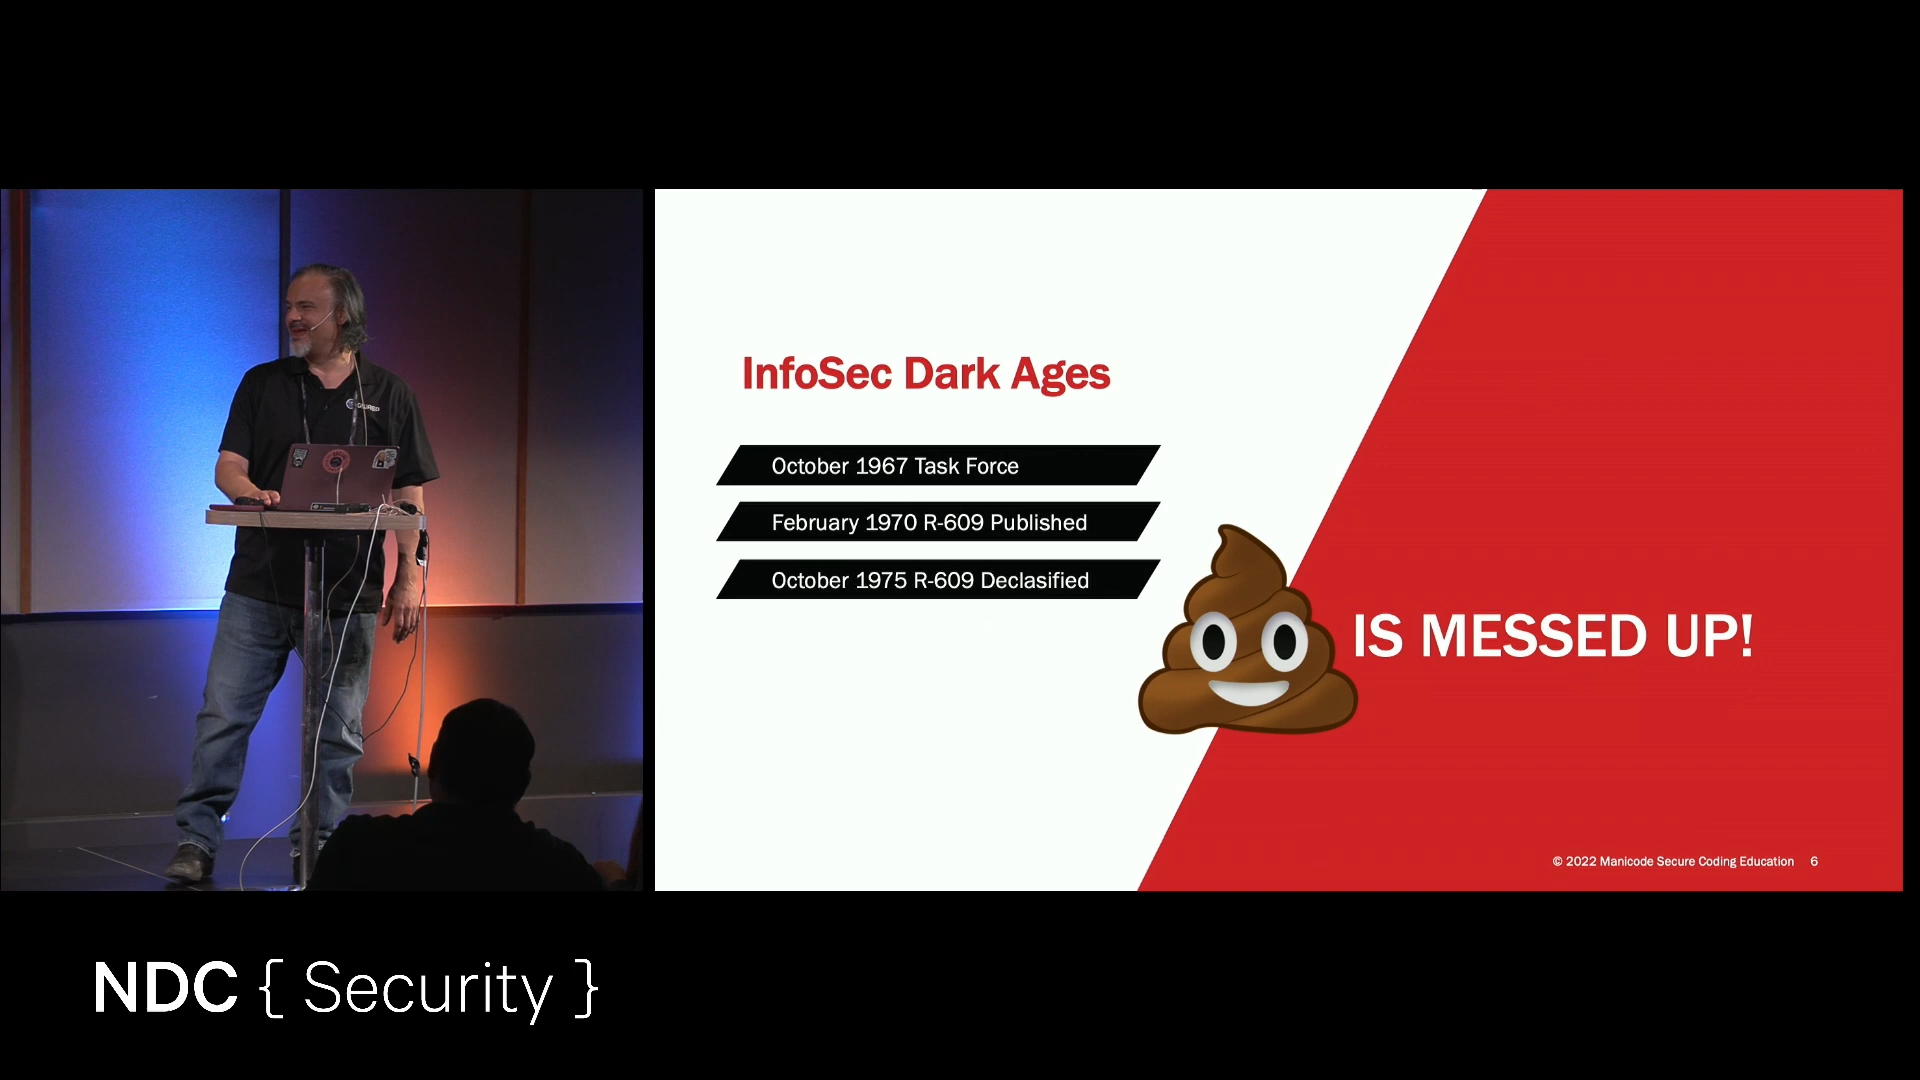 InfoSec Dark Ages
October 1967 Task Force
February 1970 R-609 Published
October 1975 R-609 Declasified
IS MESSED UP!
© 2022 Manicode Secure Coding Education 6
NDC { Security }